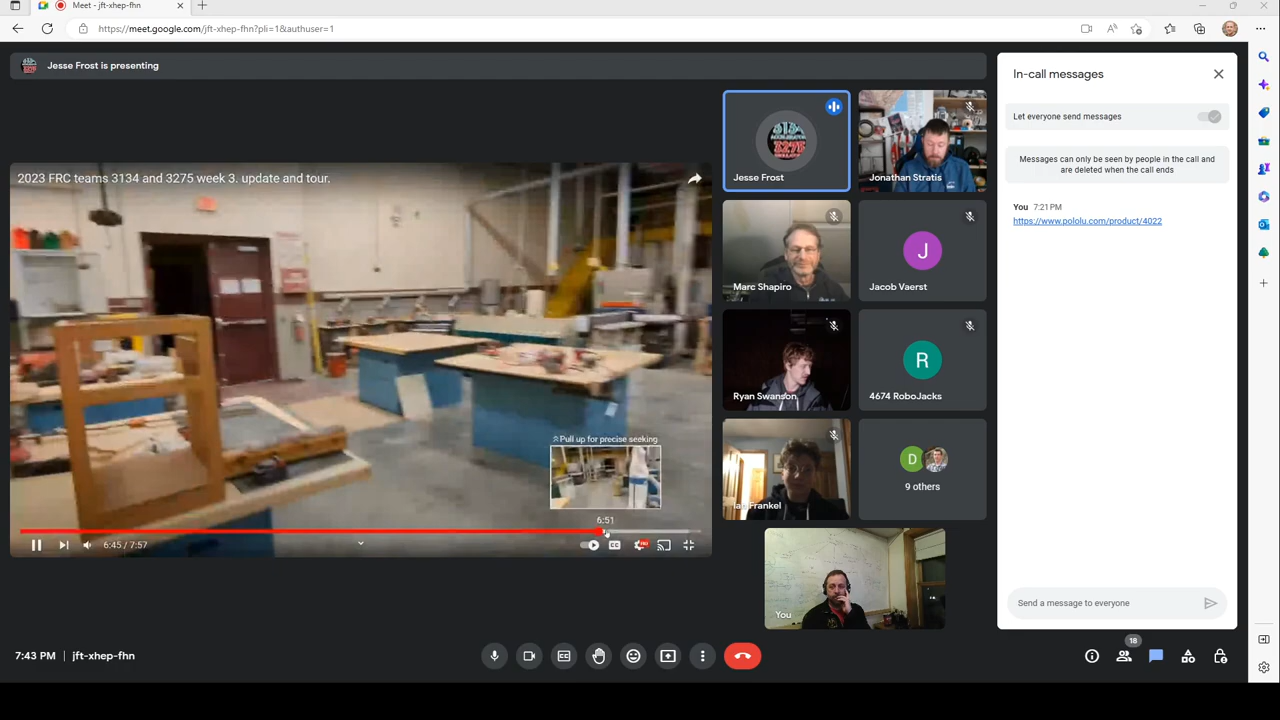 Meet - jft-xhep-fhn
https://meet.google.com/jft-xhep-fhn?pli=1&authuser=1
Jesse Frost is presenting
2023 FRC teams 3134 and 3275 week 3. update and tour.
Pull up for precise seeking
6:51
6:45 / 7:57
CC
PRO
3134
3275
Jesse Frost
Jonathan Stratis
Marc Shapiro
J
Jacob Vaerst
Ryan Swanson
R
4674 RoboJacks
Frankel
D
9 others
You
In-call messages
Let everyone send messages
Messages can only be seen by people in the call and
are deleted when the call ends
You 7:21 PM
https://www.pololu.com/product/4022
Send a message to everyone
7:43 PM | jft-xhep-fhn
18